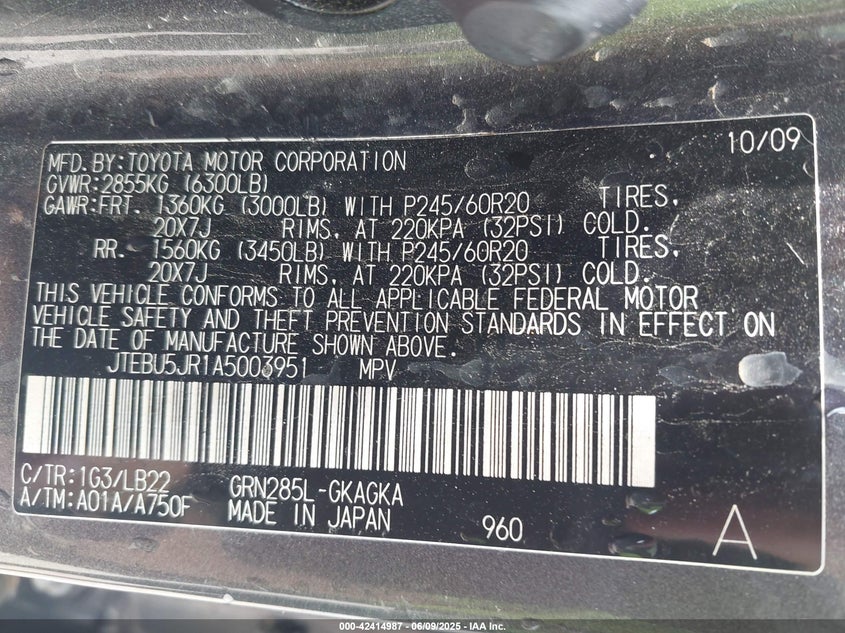 10/09
MFD. BY: TOYOTA MOTOR CORPORATION
GVWR: 2855KG (6300LB)
GAWR: FRT. 1360KG (3000LB) WITH P245/60R20 TIRES,
20X7J RIMS, AT 220KPA (32PSI) COLD.
RR. 1560KG (3450LB) WITH P245/60R20 TIRES,
20X7J RIMS, AT 220KPA (32PSI) COLD.
THIS VEHICLE CONFORMS TO ALL APPLICABLE FEDERAL MOTOR
VEHICLE SAFETY AND THEFT PREVENTION STANDARDS IN EFFECT ON
THE DATE OF MANUFACTURE SHOWN ABOVE.
JTEBU5JR1A5003951 MPV
C/TR: 1G3/LB22 GRN285L-GKAGKA
A/TM: A01A/A750F MADE IN JAPAN 960 A
000-42414987 - 06/09/2025 - IAA Inc.